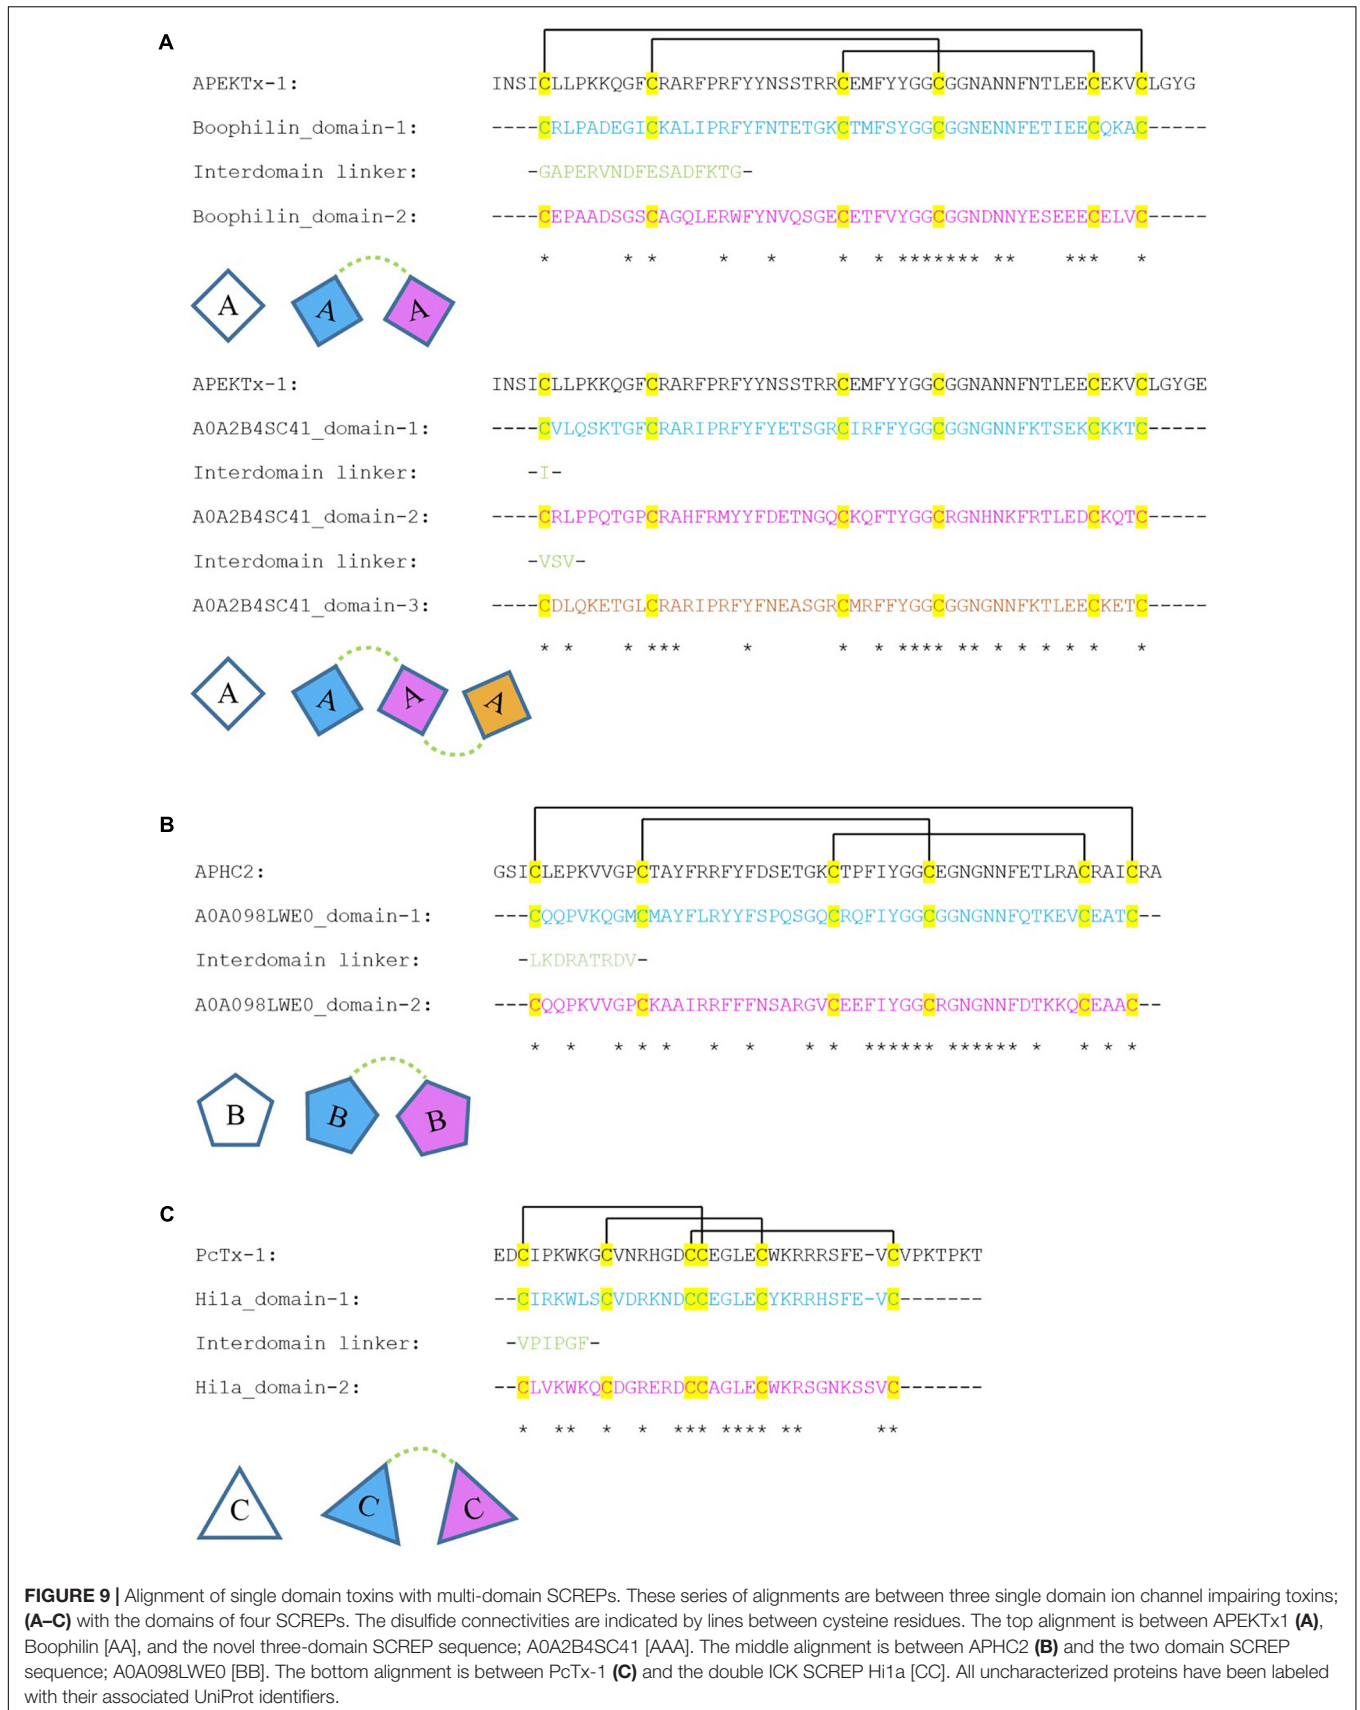 A
APEKTx-1: INSICLLPKKQGFCRARFPRFYYNSSTRRCEMFYYGGCGGNANNFNTLEECEKVCLGYG
Boophilin_domain-1: ----CRLPADEGICKALIPRFYFNTETGKCTMFSYGGCGGNENNFETIEECQKAC-----
Interdomain linker: -GAPERVNDFESADFKTG-
Boophilin_domain-2: ----CEPAADSGSCAGQLERWFYNVQSGECETFVYGGCGGNDNNYESEEECELVC-----
* * * * * * * ******* ** *** *
A A A
APEKTx-1: INSICLLPKKQGFCRARFPRFYYNSSTRRCEMFYYGGCGGNANNFNTLEECEKVCLGYGE
A0A2B4SC41_domain-1: ----CVLQSKTGFCRARIPRFYFYETSGRCIRFFYGGCGGNGNNFKTSEKCKKTC-----
Interdomain linker: -I-
A0A2B4SC41_domain-2: ----CRLPPQTGPCRAHFRMYYFDETNGQCKQFTYGGCRGNHNKFRTLEDCKQTC-----
Interdomain linker: -VSV-
A0A2B4SC41_domain-3: ----CDLQKETGLCRARIPRFYFNEASGRCMRFFYGGCGGNGNNFKTLEECKETC-----
* * * *** * * * **** ** * * * * * *
A A A A
B
APHC2: GSICLEPKVVGPCTAYFRRFYFDSETGKCTPFIYGGCEGNGNNFETLRACRAICRA
A0A098LWE0_domain-1: ---CQQPVKQGMCMAYFLRYYFSPQSGQCRQFIYGGCGGNGNNFQTKEVCEATC--
Interdomain linker: -LKDRATRDV-
A0A098LWE0_domain-2: ---CQQPKVVGPCKAAIRRFFFNSARGVCEEFIYGGCRGNGNNFDTKKQCEAAC--
* * * * * * * * * ****** ****** * * * *
B B B
C
PcTx-1: EDCIPKWKGCVNRHGDCCEGLECWKRRRSFE-VCVPKTPKT
Hi1a_domain-1: --CIRKWLSCVDRKNDCCEGLECYKRRHSFE-VC-------
Interdomain linker: -VPIPGF-
Hi1a_domain-2: --CLVKWKQCDGRERDCCAGLECWKRSGNKSSVC-------
* ** * * *** **** ** **
C C C
FIGURE 9 | Alignment of single domain toxins with multi-domain SCREPs. These series of alignments are between three single domain ion channel impairing toxins;
(A–C) with the domains of four SCREPs. The disulfide connectivities are indicated by lines between cysteine residues. The top alignment is between APEKTx1 (A),
Boophilin [AA], and the novel three-domain SCREP sequence; A0A2B4SC41 [AAA]. The middle alignment is between APHC2 (B) and the two domain SCREP
sequence; A0A098LWE0 [BB]. The bottom alignment is between PcTx-1 (C) and the double ICK SCREP Hi1a [CC]. All uncharacterized proteins have been labeled
with their associated UniProt identifiers.